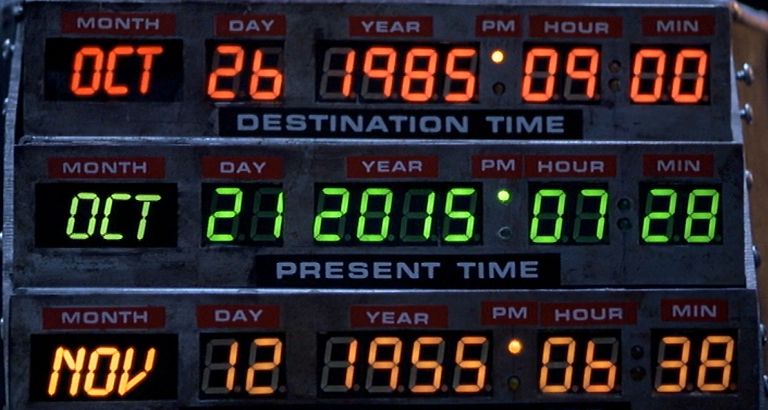 MONTH DAY YEAR PM HOUR MIN
OCT 26 1985 09 00
DESTINATION TIME
MONTH DAY YEAR PM HOUR MIN
OCT 21 2015 07 28
PRESENT TIME
MONTH DAY YEAR PM HOUR MIN
NOV 12 1955 06 38